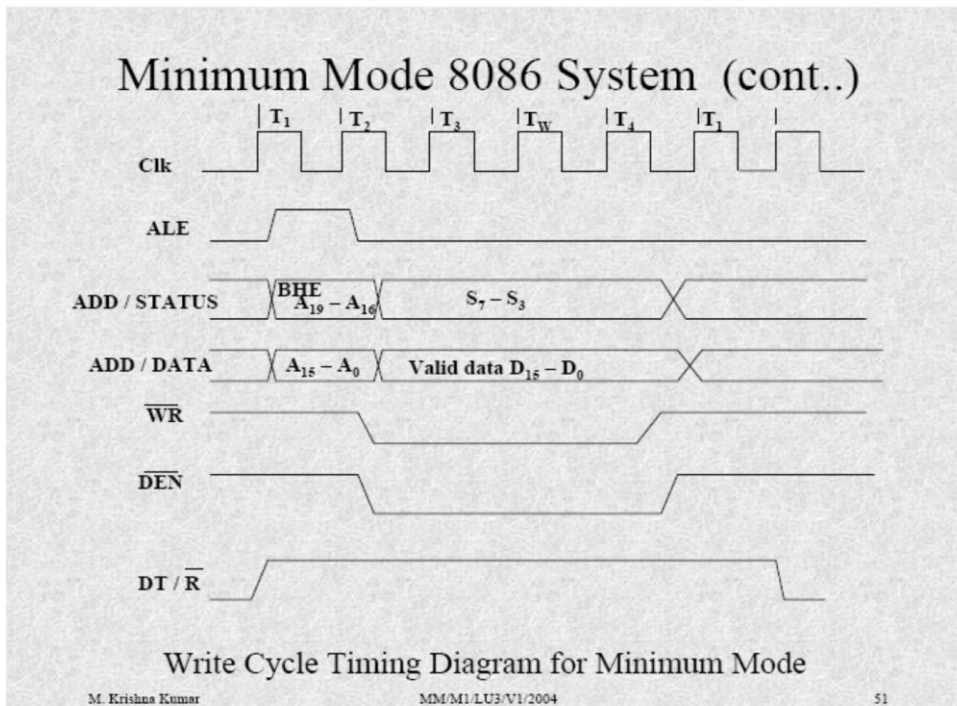 Minimum Mode 8086 System (cont..)
T1 T2 T3 TW T4 T1
Clk
ALE
ADD / STATUS
BHE
A19 – A16
S7 – S3
ADD / DATA
A15 – A0
Valid data D15 – D0
WR
DEN
DT / R
Write Cycle Timing Diagram for Minimum Mode
M. Krishna Kumar
MM/M1/LU3/V1/2004
51